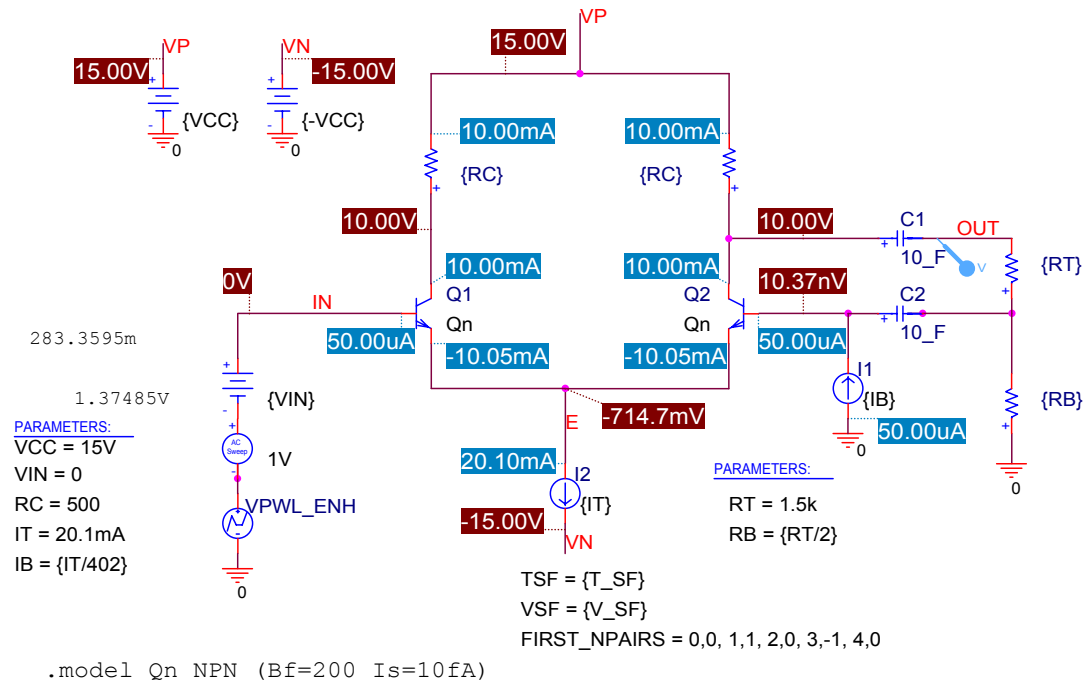 VP
15.00V
VP
15.00V
+
-
{VCC}
0
VN
-15.00V
+
-
{-VCC}
0
10.00mA
{RC}
+
10.00mA
{RC}
+
10.00V
10.00V
C1
+
10_F
OUT
V
{RT}
+
10.00mA
Q1
Qn
10.00mA
Q2
Qn
10.37nV
C2
+
10_F
0V
IN
50.00uA
-10.05mA
-10.05mA
50.00uA
I1
{IB}
50.00uA
0
+
{RB}
0
283.3595m
1.37485V
+
-
{VIN}
-714.7mV
E
+
AC
Sweep
-
1V
20.10mA
I2
{IT}
-15.00V
VN
+
-
VPWL_ENH
0
PARAMETERS:
VCC = 15V
VIN = 0
RC = 500
IT = 20.1mA
IB = {IT/402}
PARAMETERS:
RT = 1.5k
RB = {RT/2}
TSF = {T_SF}
VSF = {V_SF}
FIRST_NPAIRS = 0,0, 1,1, 2,0, 3,-1, 4,0
.model Qn NPN (Bf=200 Is=10fA)